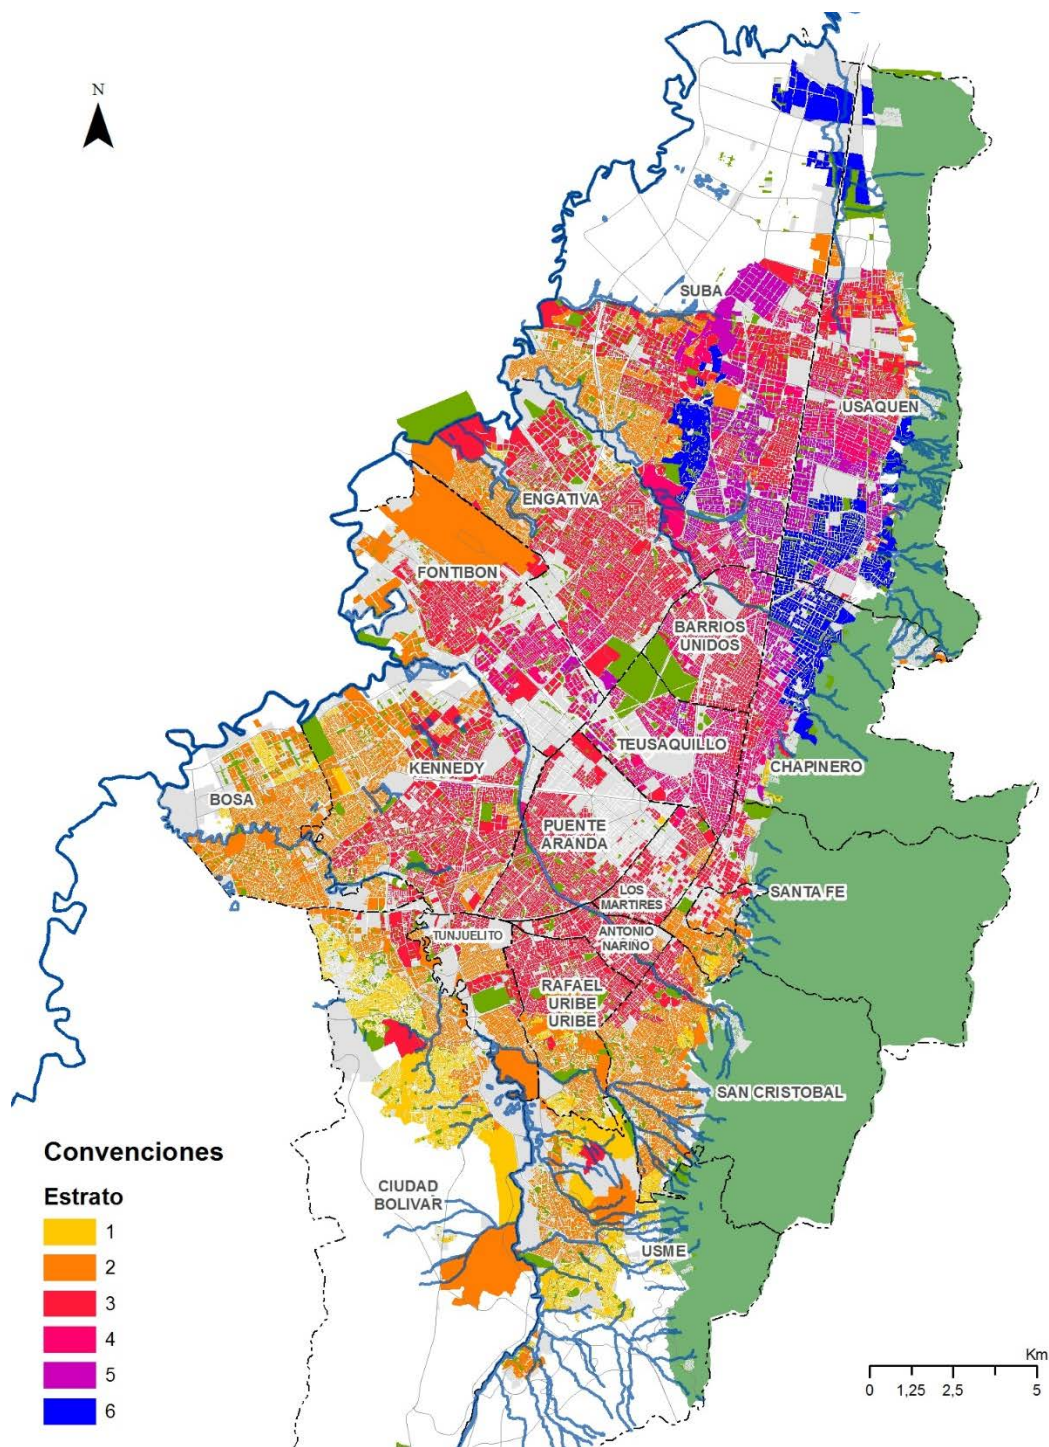 N
SUBA
USAQUEN
ENGATIVA
FONTIBON
BARRIOS
UNIDOS
TEUSAQUILLO
KENNEDY
CHAPINERO
BOSA
PUENTE
ARANDA
LOS
MARTIRES
SANTA FE
TUNJUELITO
ANTONIO
NARIÑO
RAFAEL
URIBE
URIBE
SAN CRISTOBAL
CIUDAD
BOLIVAR
USME
Convenciones
Estrato
1
2
3
4
5
6
Km
0 1,25 2,5 5